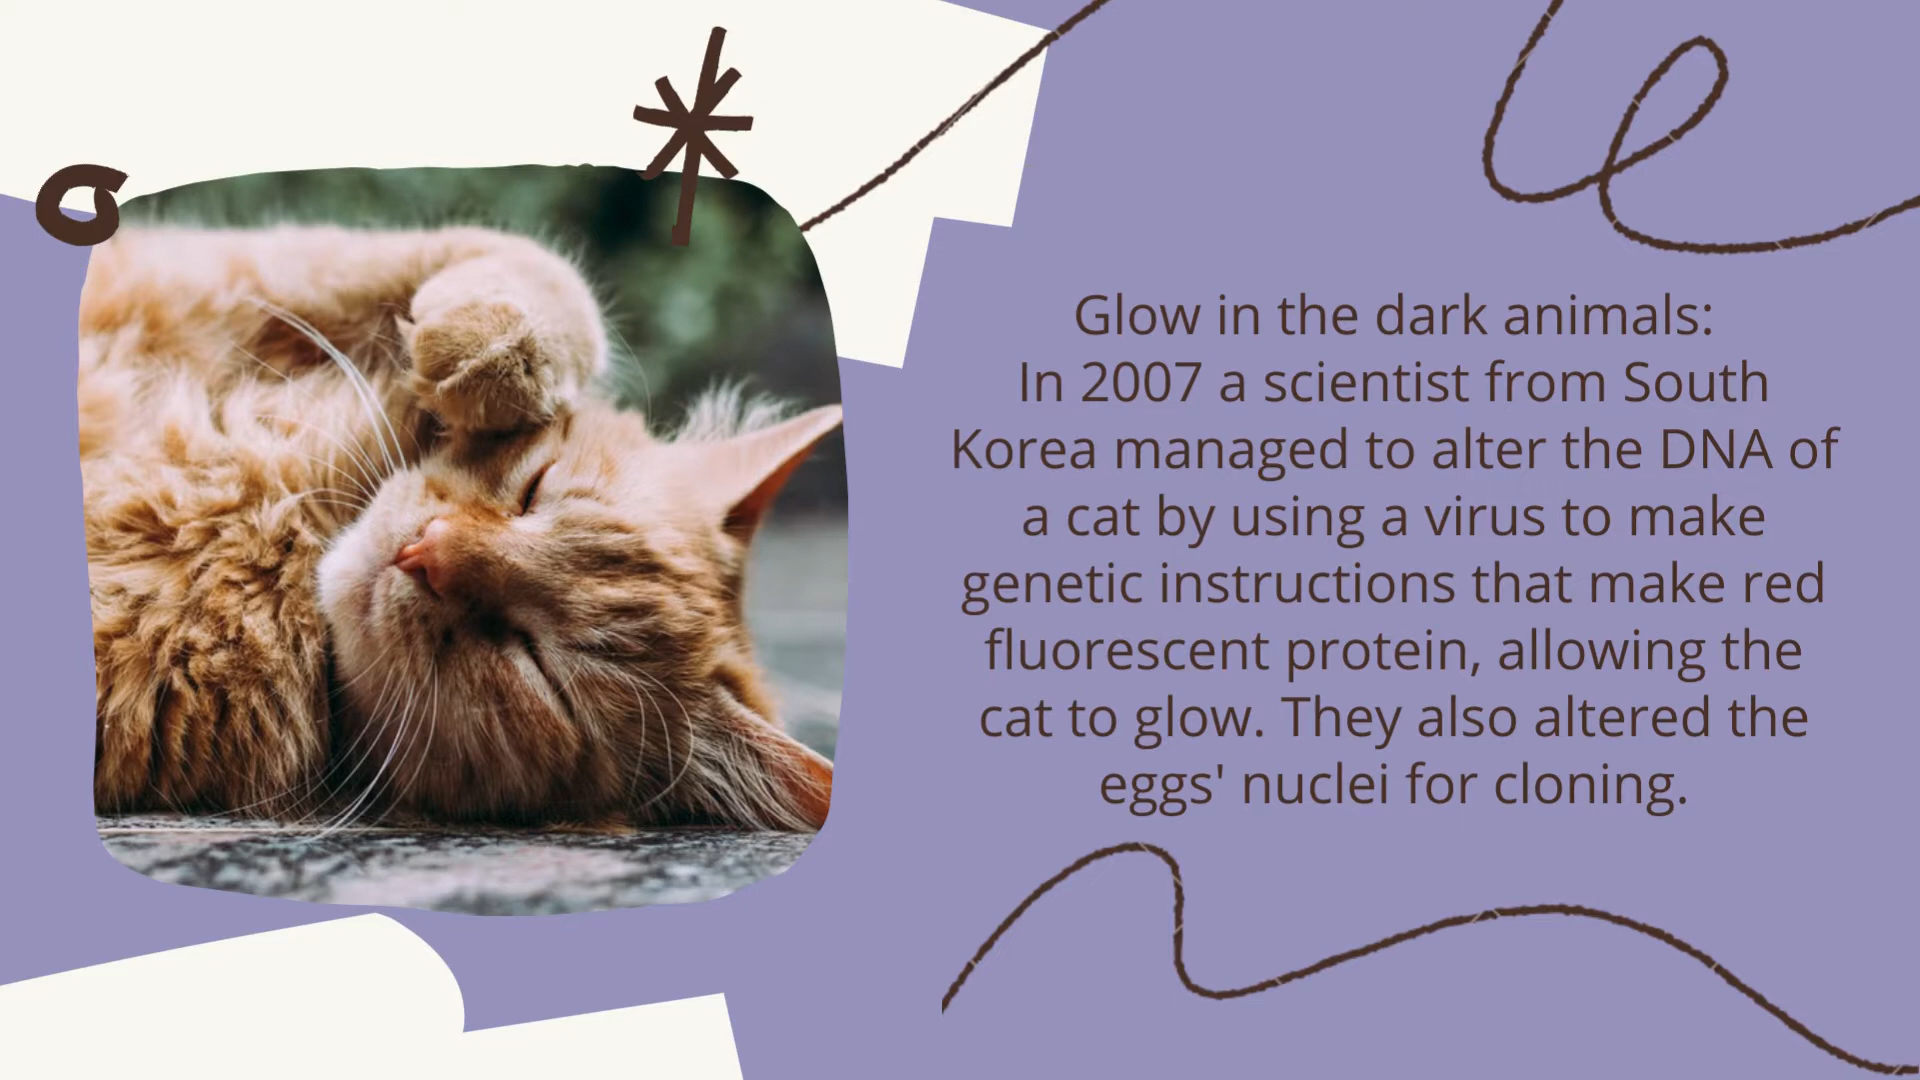 Glow in the dark animals:
In 2007 a scientist from South
Korea managed to alter the DNA of
a cat by using a virus to make
genetic instructions that make red
fluorescent protein, allowing the
cat to glow. They also altered the
eggs' nuclei for cloning.